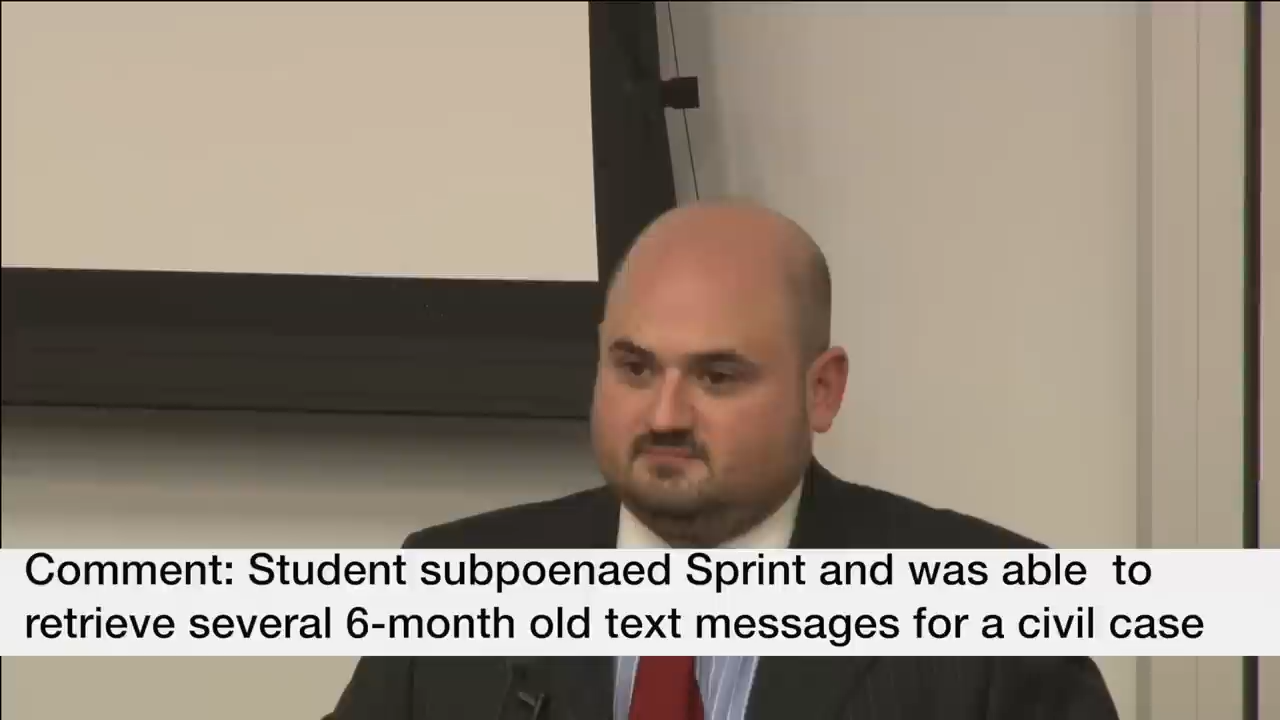 Comment: Student subpoenaed Sprint and was able  to
retrieve several 6-month old text messages for a civil case